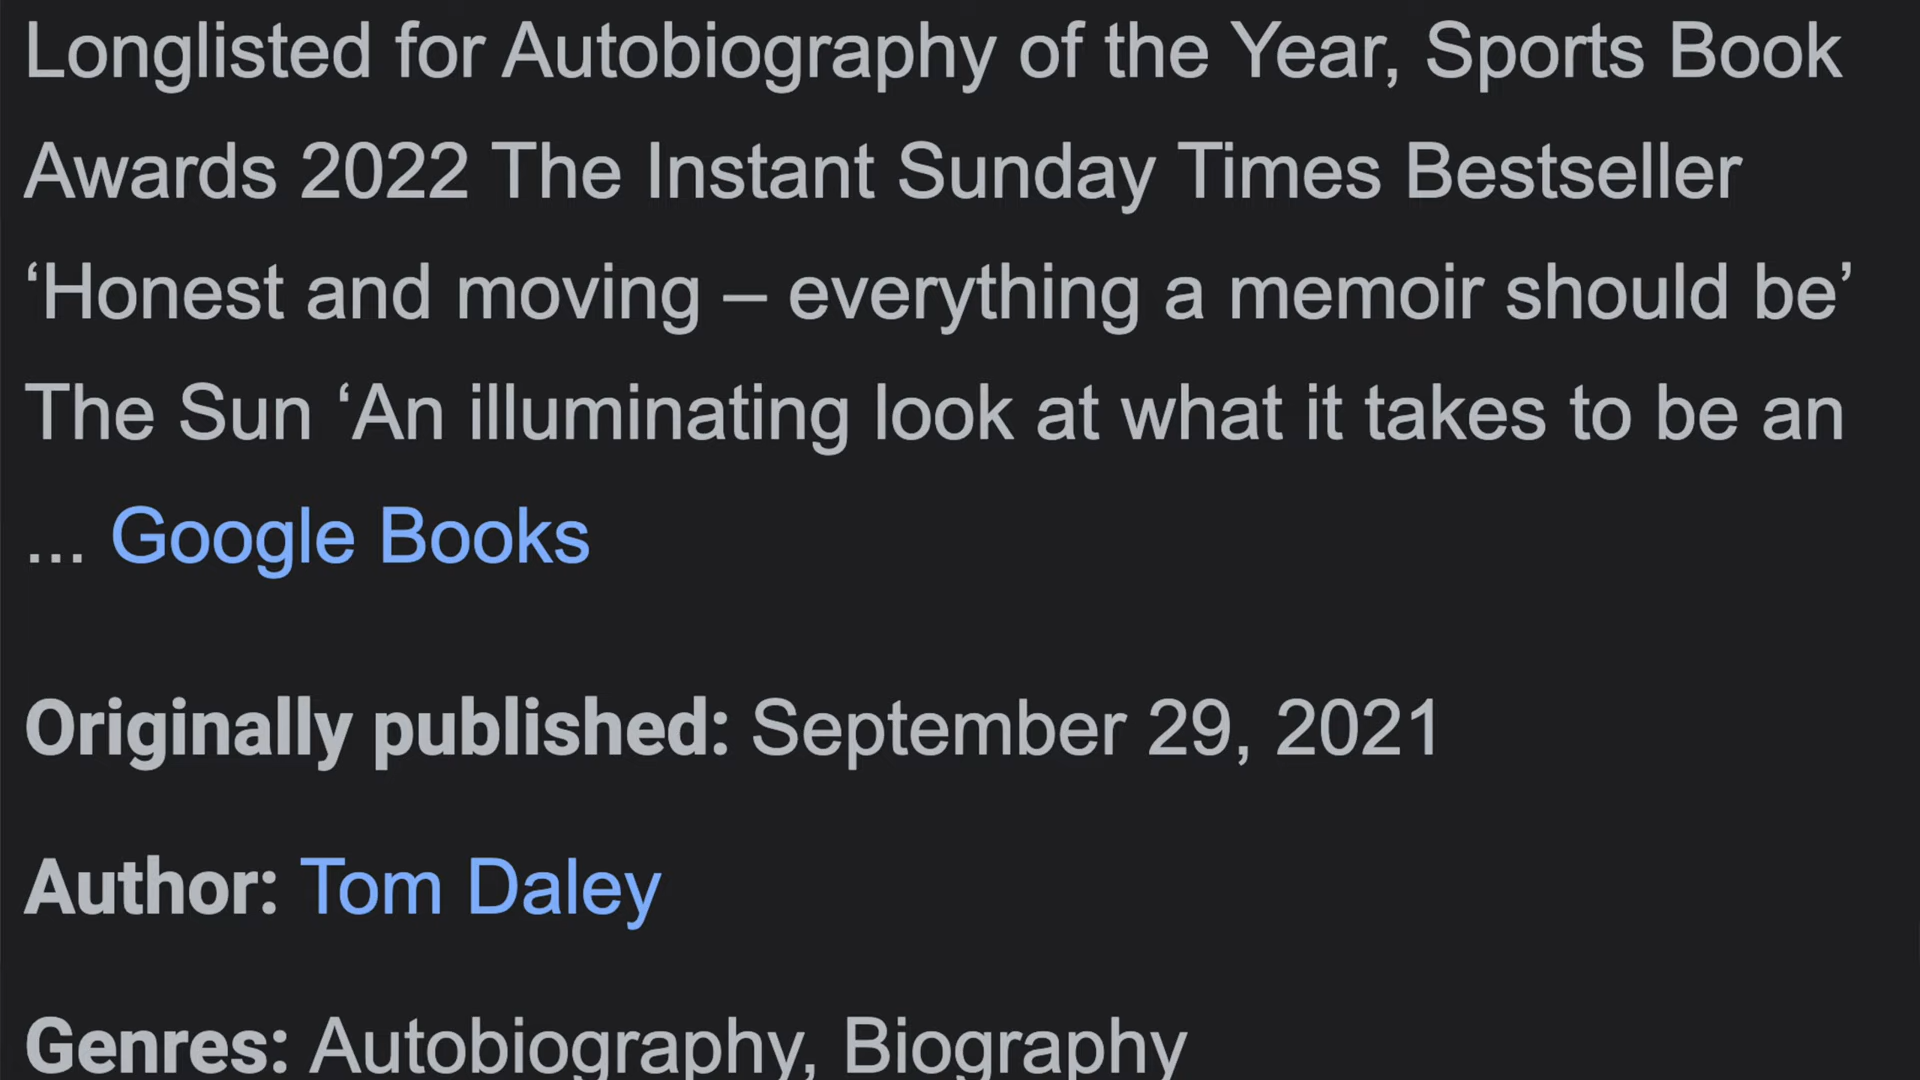 Longlisted for Autobiography of the Year, Sports Book
Awards 2022 The Instant Sunday Times Bestseller
‘Honest and moving – everything a memoir should be’
The Sun ‘An illuminating look at what it takes to be an
... Google Books
Originally published: September 29, 2021
Author: Tom Daley
Genres: Autobiography, Biography